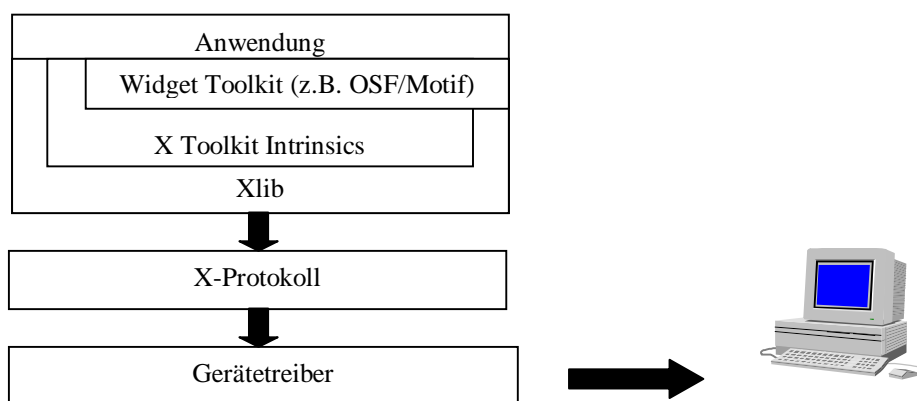 Anwendung
Widget Toolkit (z.B. OSF/Motif)
X Toolkit Intrinsics
Xlib
X-Protokoll
Gerätetreiber